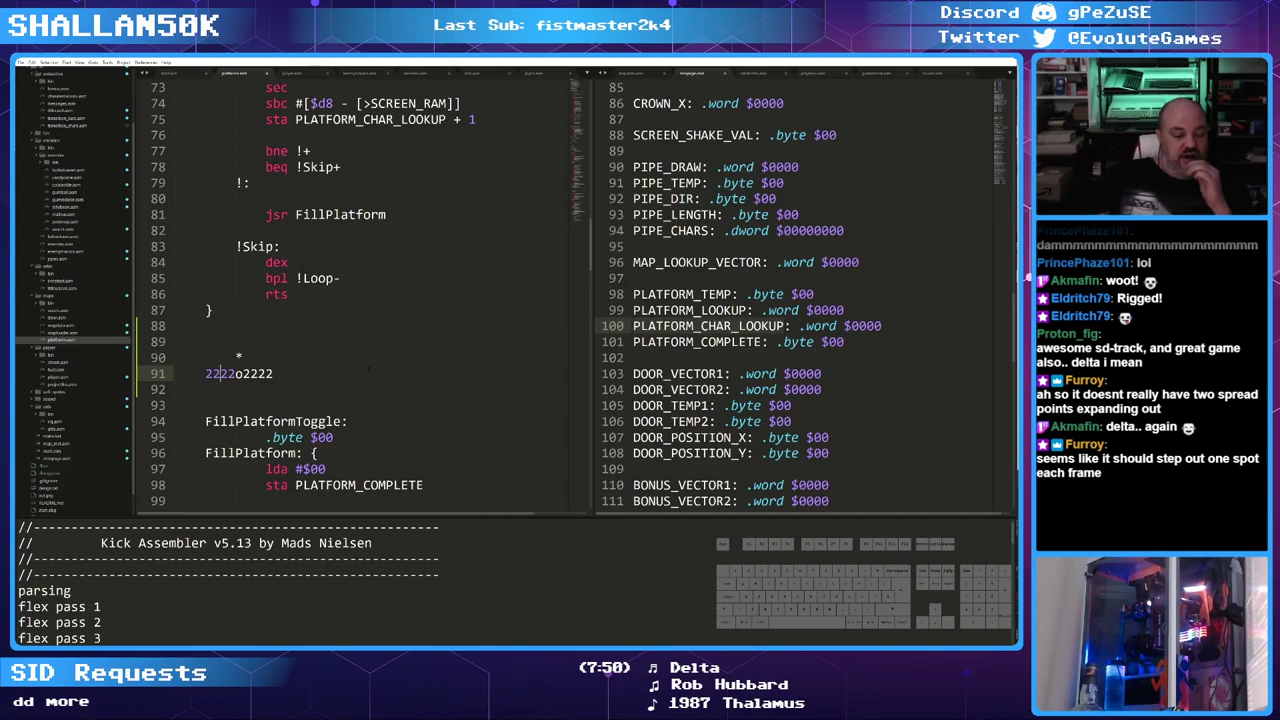 SHALLAN50K
Last Sub: fistmaster2k4
Discord gPeZuSE
Twitter @EvoluteGames
73 sec
74 sbc #[$d8 - [>SCREEN_RAM]]
75 sta PLATFORM_CHAR_LOOKUP + 1
76
77 bne !+
78 beq !Skip+
79 !:
80
81 jsr FillPlatform
82
83 !Skip:
84 dex
85 bpl !Loop-
86 rts
87 }
88
89
90 *
91 2222o2222
92
93
94 FillPlatformToggle:
95 .byte $00
96 FillPlatform: {
97 lda #$00
98 sta PLATFORM_COMPLETE
99
85
86 CROWN_X: .word $0000
87
88 SCREEN_SHAKE_VAL: .byte $00
89
90 PIPE_DRAW: .word $0000
91 PIPE_TEMP: .byte $00
92 PIPE_DIR: .byte $00
93 PIPE_LENGTH: .byte $00
94 PIPE_CHARS: .dword $00000000
95
96 MAP_LOOKUP_VECTOR: .word $0000
97
98 PLATFORM_TEMP: .byte $00
99 PLATFORM_LOOKUP: .word $0000
100 PLATFORM_CHAR_LOOKUP: .word $0000
101 PLATFORM_COMPLETE: .byte $00
102
103 DOOR_VECTOR1: .word $0000
104 DOOR_VECTOR2: .word $0000
105 DOOR_TEMP1: .byte $00
106 DOOR_TEMP2: .byte $00
107 DOOR_POSITION_X: .byte $00
108 DOOR_POSITION_Y: .byte $00
109
110 BONUS_VECTOR1: .word $0000
111 BONUS_VECTOR2: .word $0000
//------------------------------------------------------
// Kick Assembler v5.13 by Mads Nielsen
//------------------------------------------------------
//------------------------------------------------------
parsing
flex pass 1
flex pass 2
flex pass 3
PrincePhaze101:
dammmmmmmmmmmmmmmmmmmmmmm
PrincePhaze101: lol
Akmafin: woot!
Eldritch79: Rigged!
Eldritch79:
Proton_fig:
awesome sd-track, and great game
also.. delta i mean
Furroy:
ah so it doesnt really have two spread
points expanding out
Akmafin: delta.. again
Furroy:
seems like it should step out one spot
each frame
SID Requests
dd more
(7:50) Delta
Rob Hubbard
1987 Thalamus